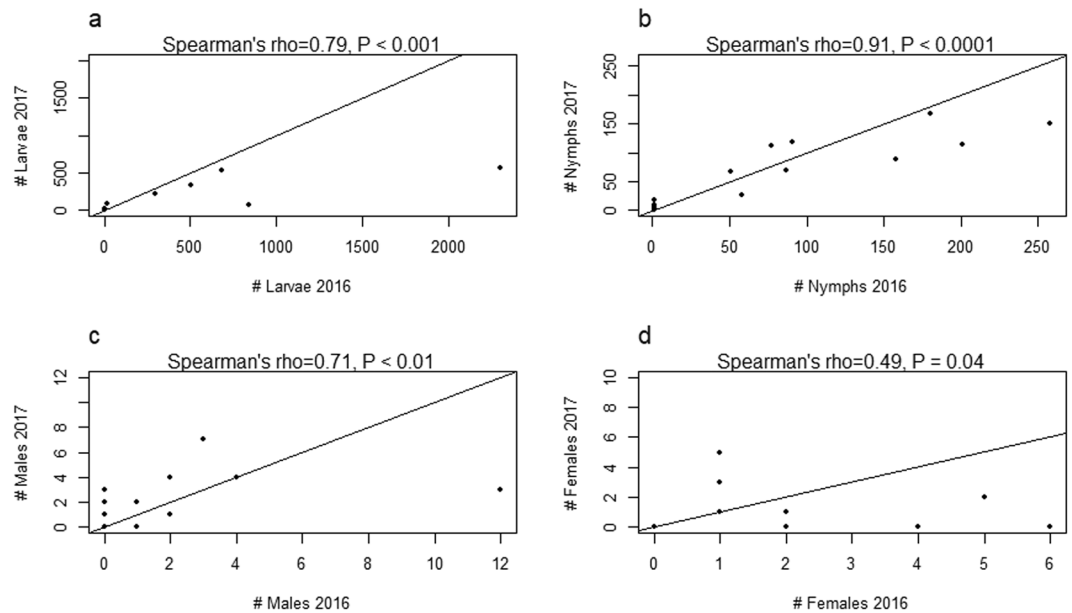 a
Spearman's rho=0.79, P < 0.001
# Larvae 2017
1500
500
0
0 500 1000 1500 2000
# Larvae 2016
b
Spearman's rho=0.91, P < 0.0001
# Nymphs 2017
250
150
50
0
0 50 100 150 200 250
# Nymphs 2016
c
Spearman's rho=0.71, P < 0.01
# Males 2017
12
8
6
4
2
0
0 2 4 6 8 10 12
# Males 2016
d
Spearman's rho=0.49, P = 0.04
# Females 2017
10
8
6
4
2
0
0 1 2 3 4 5 6
# Females 2016